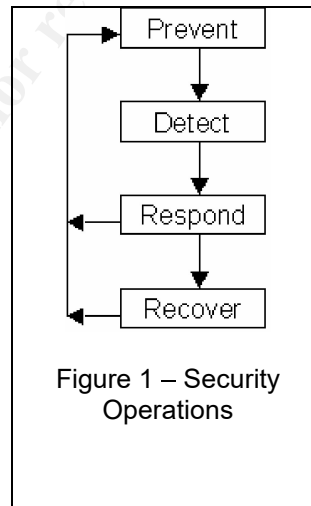 Prevent
Detect
Respond
Recover
Figure 1 – Security
Operations